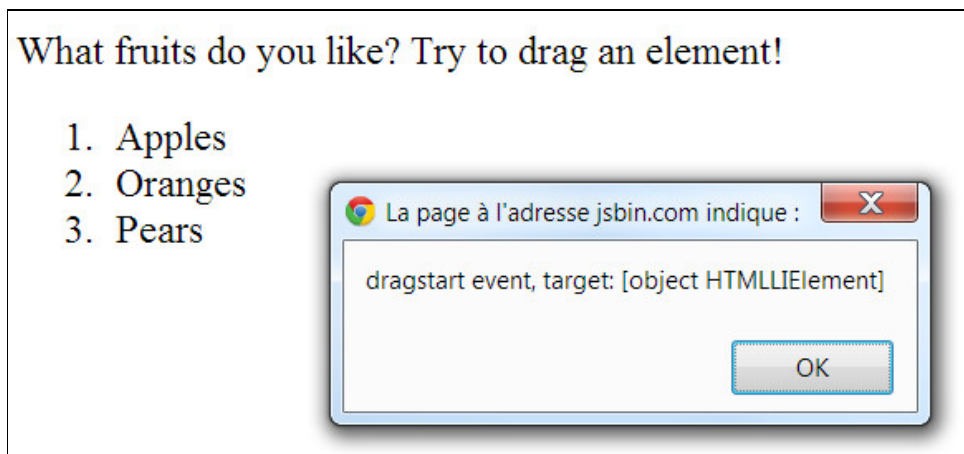 What fruits do you like? Try to drag an element!
1. Apples
2. Oranges
3. Pears
La page à l'adresse jsbin.com indique :
dragstart event, target: [object HTMLLIElement]
OK